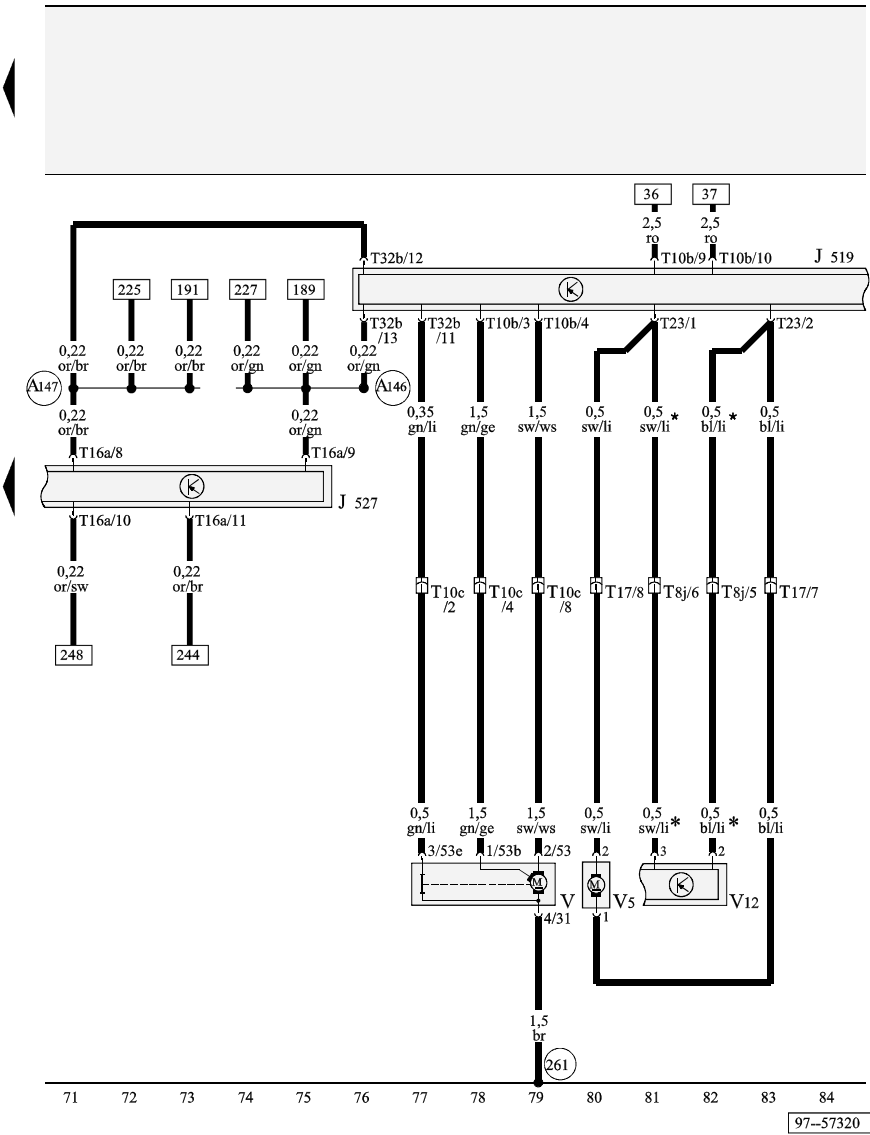 36 37
2,5 2,5
ro ro
T32b/12 T10b/9 T10b/10 J 519
225 191 227 189
T32b T32b T10b/3 T10b/4 T23/1 T23/2
/13 /11
0,22 0,22 0,22 0,22 0,22 0,22
or/br or/br or/br or/gn or/gn or/gn
A147 A146
0,22 0,22 0,35 1,5 1,5 0,5 0,5 0,5 0,5
or/br or/gn gn/li gn/ge sw/ws sw/li sw/li* bl/li* bl/li
T16a/8 T16a/9
J 527
T16a/10 T16a/11
0,22 0,22
or/sw or/br
T10c T10c T10c T17/8 T8j/6 T8j/5 T17/7
/2 /4 /8
248 244
0,5 1,5 1,5 0,5 0,5 0,5 0,5
gn/li gn/ge sw/ws sw/li sw/li* bl/li* bl/li
3/53e 1/53b 2/53 2 3 2
M M
V V5 V12
4/31 1
1,5
br
261
71 72 73 74 75 76 77 78 79 80 81 82 83 84
97--57320